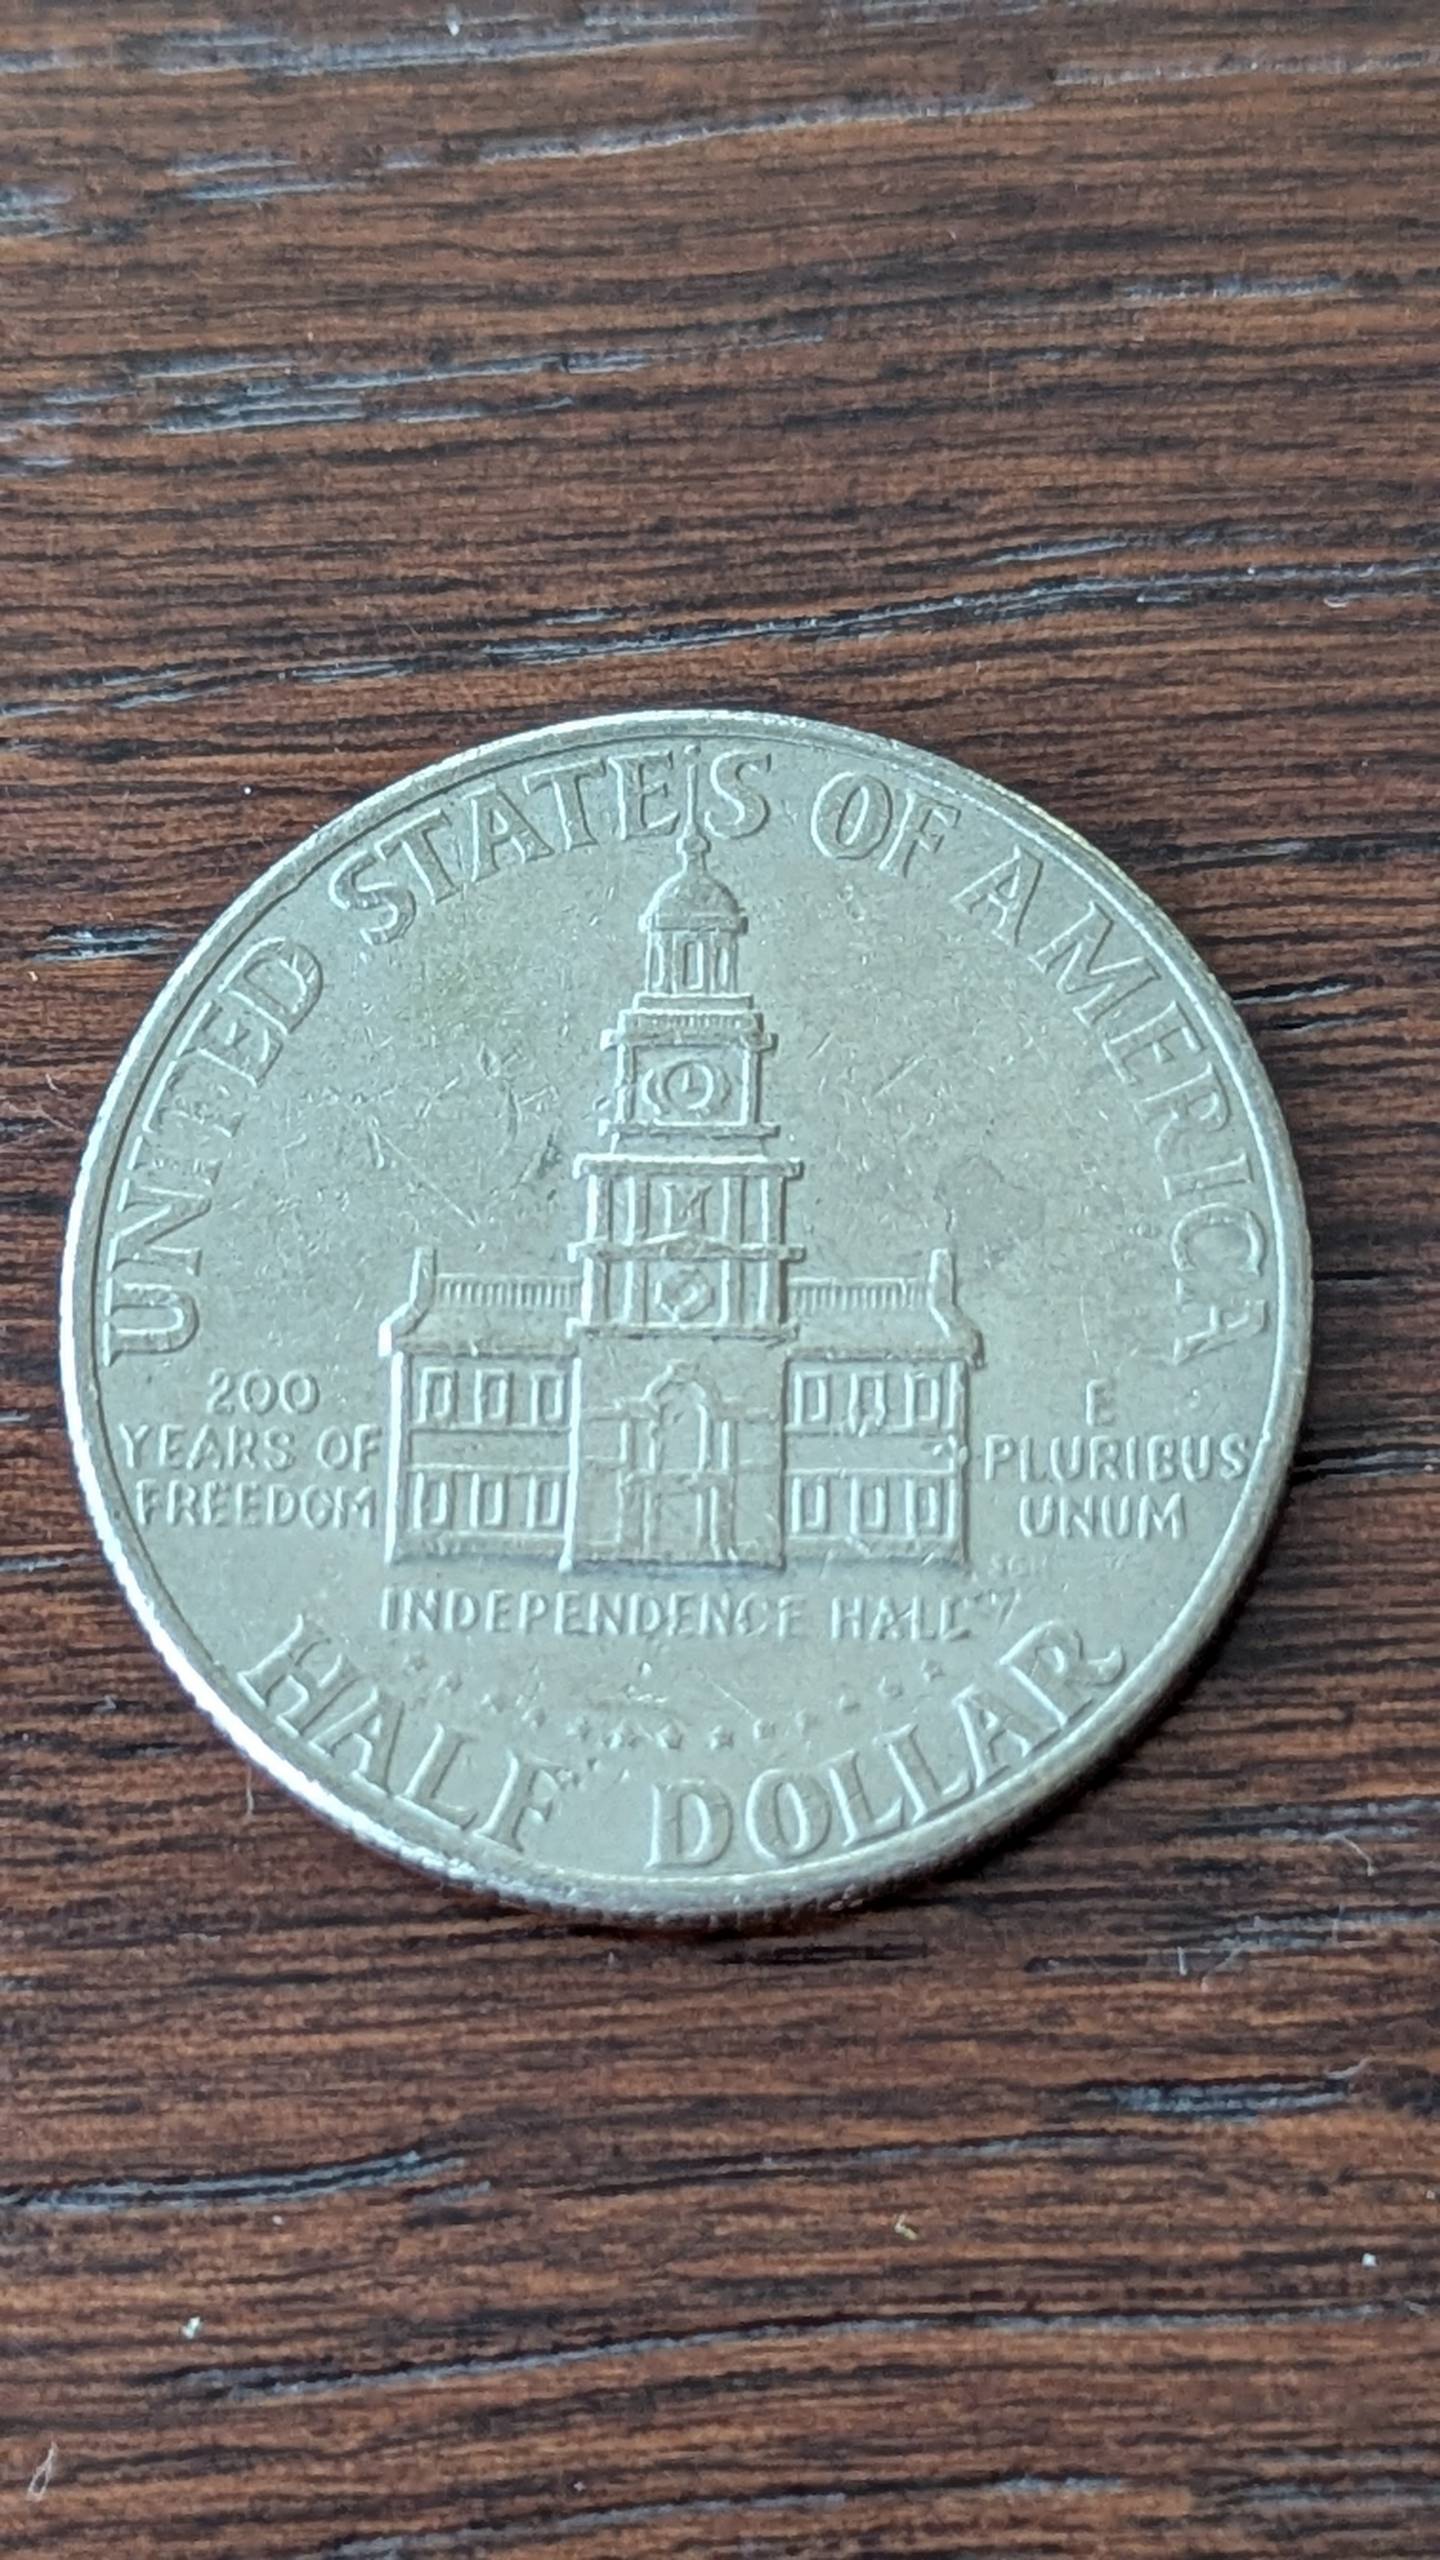 UNITED STATES OF AMERICA
200
YEARS OF
FREEDOM
E
PLURIBUS
UNUM
INDEPENDENCE HALL
HALF DOLLAR